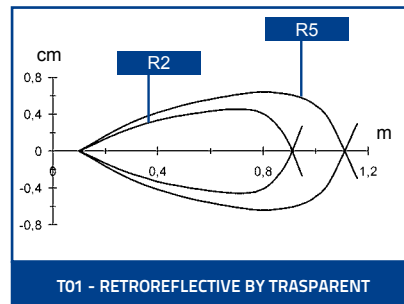 cm
R5
R2
0,8
0,4
m
0
0
0,4
0,8
1,2
-0,4
-0,8
T01 - RETROREFLECTIVE BY TRASPARENT